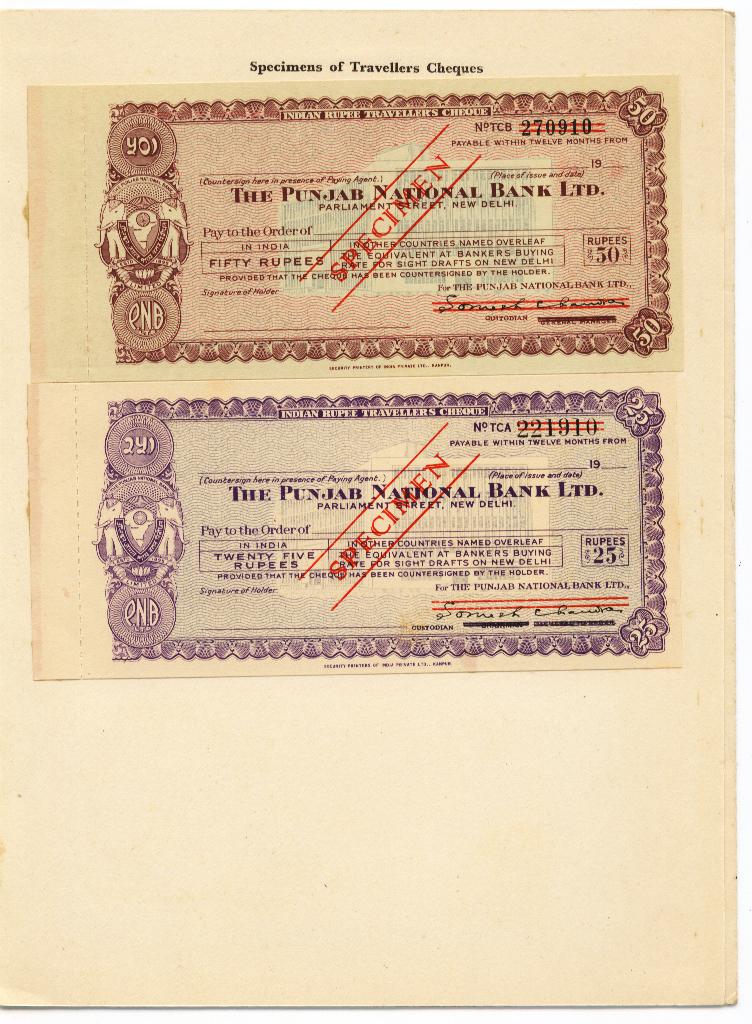 Specimens of Travellers Cheques
INDIAN RUPEE TRAVELLER'S CHEQUE
50
NOTCB 270910
PAYABLE WITHIN TWELVE MONTHS FROM
19
(Countersign here in presence of Paying Agent.) (Place of issue and date)
THE PUNJAB NATIONAL BANK LTD.
PARLIAMENT STREET, NEW DELHI.
Pay to the Order of
IN INDIA
FIFTY RUPEES
IN OTHER COUNTRIES NAMED OVERLEAF
THE EQUIVALENT AT BANKERS BUYING
RATE FOR SIGHT DRAFTS ON NEW DELHI
RUPEES
50
PROVIDED THAT THE CHEQUE HAS BEEN COUNTERSIGNED BY THE HOLDER.
Signature of Holder
For THE PUNJAB NATIONAL BANK LTD.,
CUSTODIAN GENERAL MANAGER
50
PNB
SPECIMEN
SECURITY PRINTERS OF INDIA PRIVATE LTD., KANPUR.
INDIAN RUPEE TRAVELLER'S CHEQUE
25
NOTCA 221910
PAYABLE WITHIN TWELVE MONTHS FROM
19
(Countersign here in presence of Paying Agent.) (Place of issue and date)
THE PUNJAB NATIONAL BANK LTD.
PARLIAMENT STREET, NEW DELHI.
Pay to the Order of
IN INDIA
TWENTY FIVE
RUPEES
IN OTHER COUNTRIES NAMED OVERLEAF
THE EQUIVALENT AT BANKERS BUYING
RATE FOR SIGHT DRAFTS ON NEW DELHI
RUPEES
25
PROVIDED THAT THE CHEQUE HAS BEEN COUNTERSIGNED BY THE HOLDER.
Signature of Holder
For THE PUNJAB NATIONAL BANK LTD.,
CUSTODIAN
25
PNB
SPECIMEN
SECURITY PRINTERS OF INDIA PRIVATE LTD., KANPUR.